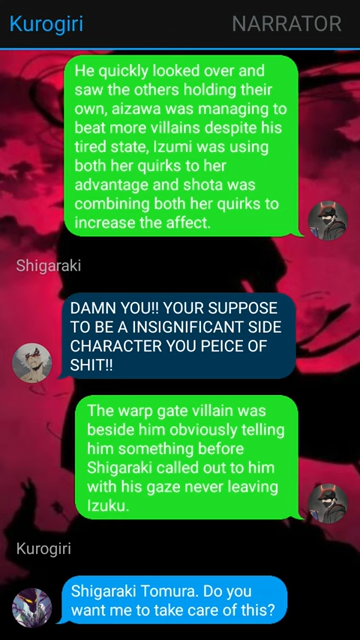 Kurogiri NARRATOR
He quickly looked over and
saw the others holding their
own, aizawa was managing to
beat more villains despite his
tired state, Izumi was using
both her quirks to her
advantage and shota was
combining both her quirks to
increase the affect.
Shigaraki
DAMN YOU!! YOUR SUPPOSE
TO BE A INSIGNIFICANT SIDE
CHARACTER YOU PEICE OF
SHIT!!
The warp gate villain was
beside him obviously telling
him something before
Shigaraki called out to him
with his gaze never leaving
Izuku.
Kurogiri
Shigaraki Tomura. Do you
want me to take care of this?